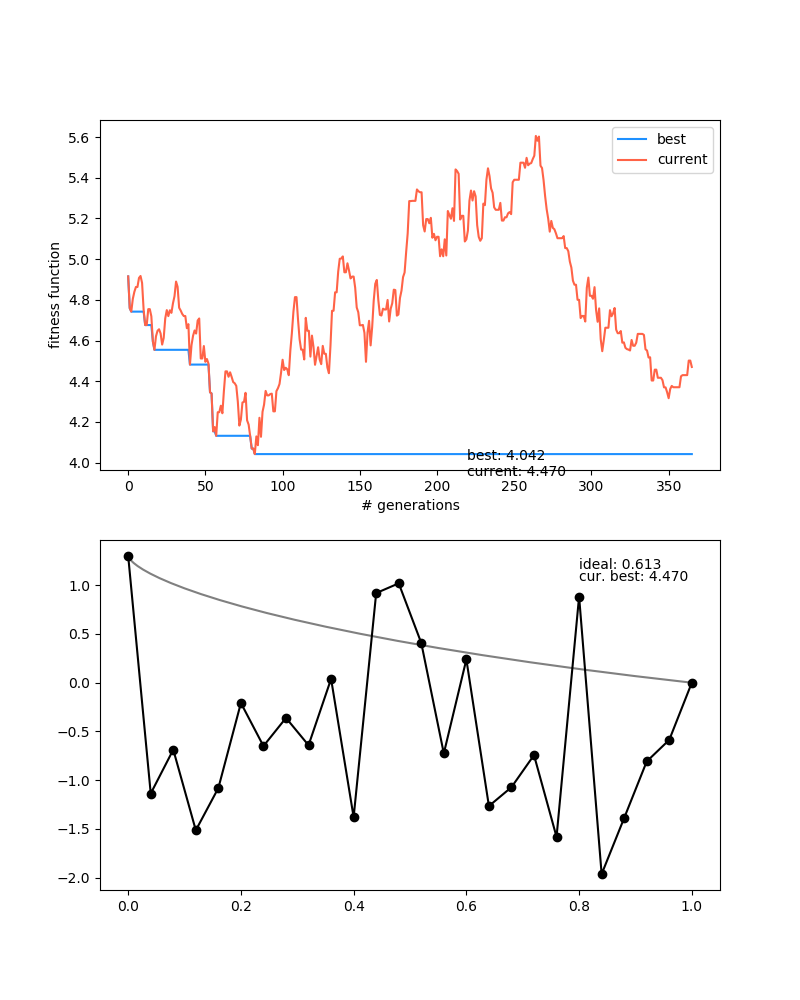 5.6
5.4
5.2
5.0
4.8
4.6
4.4
4.2
4.0
fitness function
best
current
best: 4.042
current: 4.470
0 50 100 150 200 250 300 350
# generations
1.0
0.5
0.0
−0.5
−1.0
−1.5
−2.0
ideal: 0.613
cur. best: 4.470
0.0 0.2 0.4 0.6 0.8 1.0